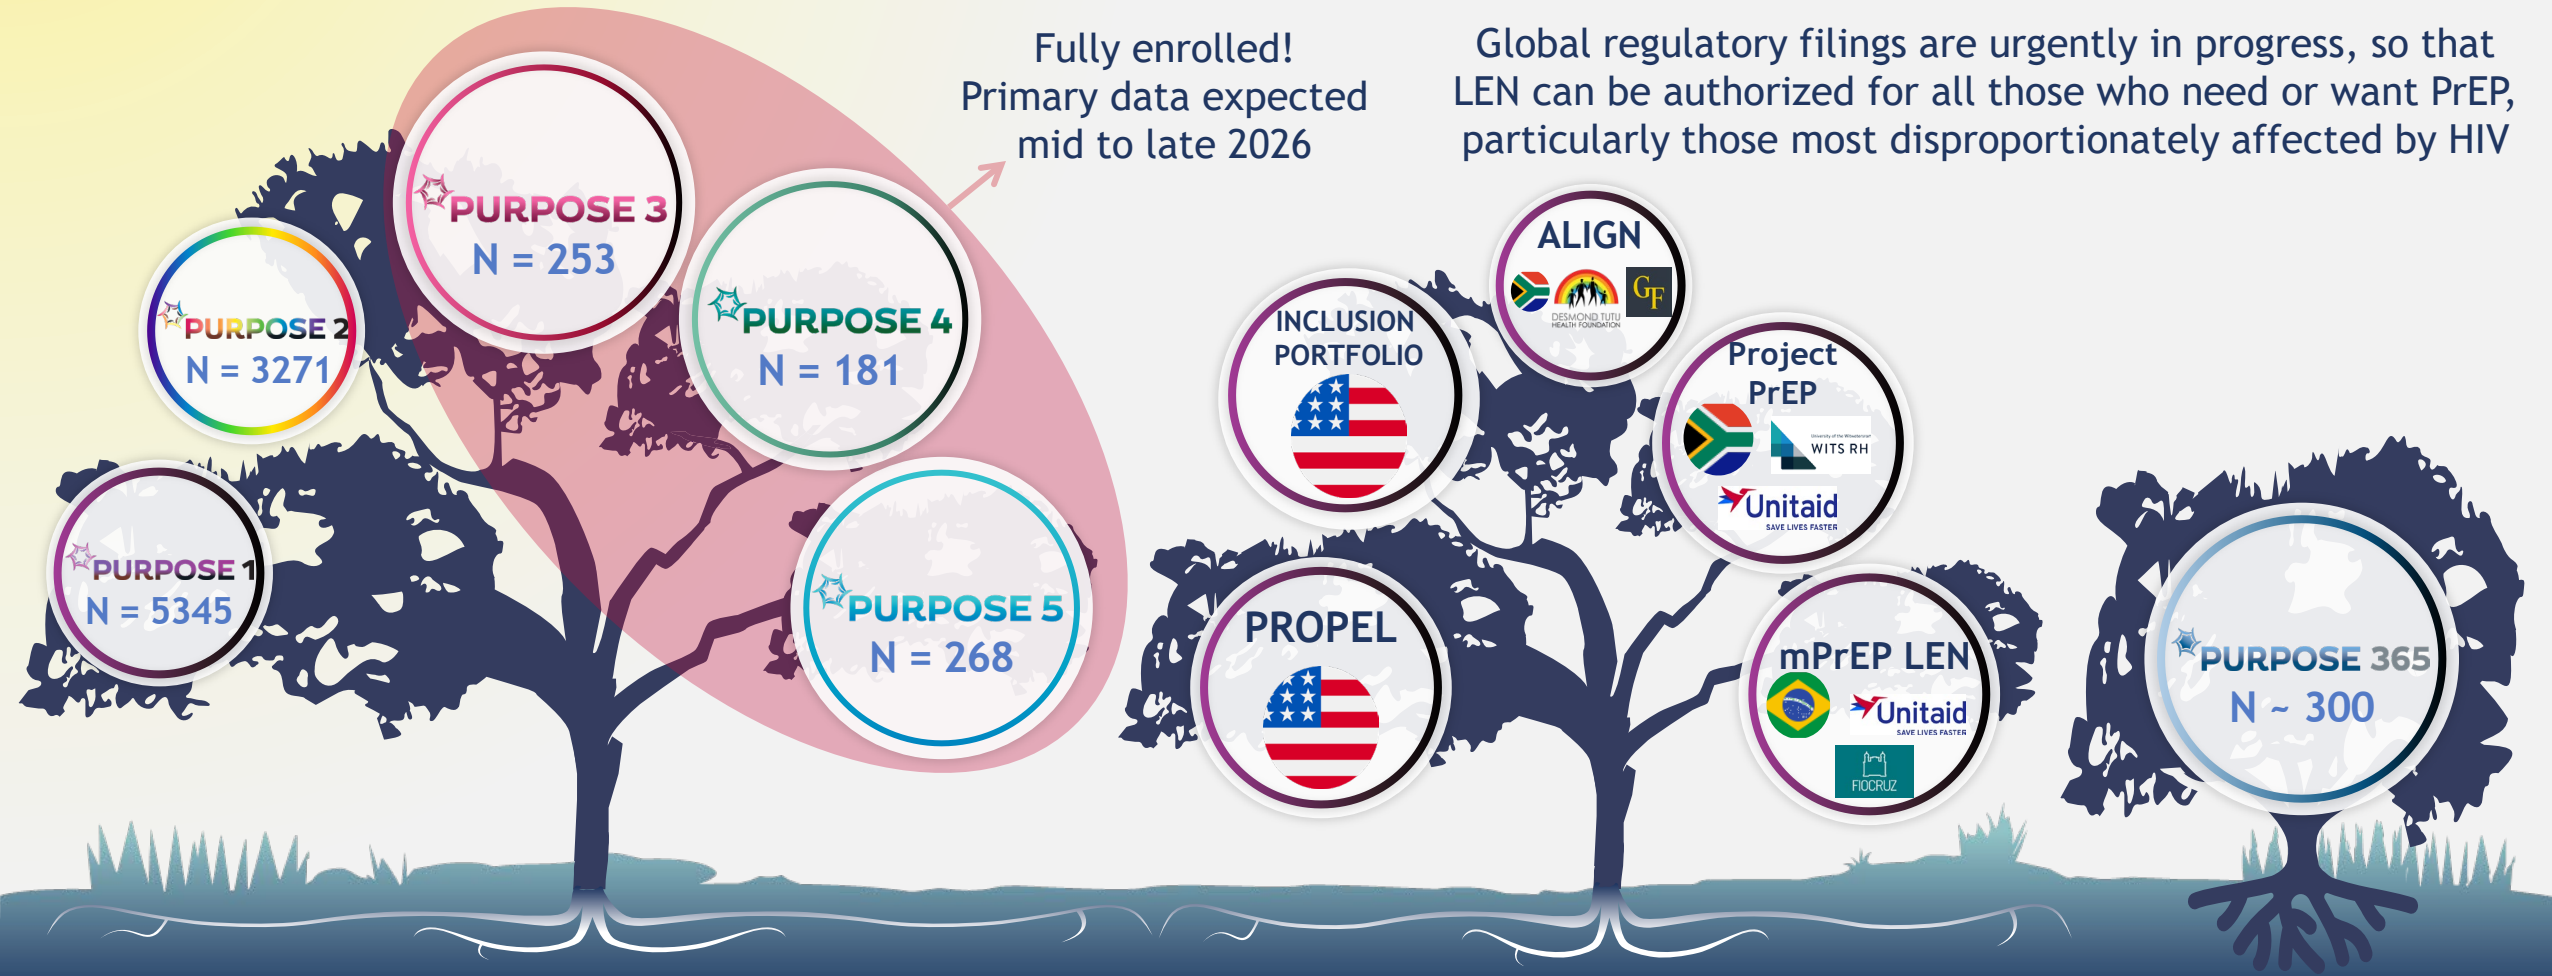 Fully enrolled!
Primary data expected
mid to late 2026
Global regulatory filings are urgently in progress, so that
LEN can be authorized for all those who need or want PrEP,
particularly those most disproportionately affected by HIV
PURPOSE 3
N = 253
PURPOSE 4
N = 181
PURPOSE 2
N = 3271
PURPOSE 1
N = 5345
PURPOSE 5
N = 268
ALIGN
DESMOND TUTU
HEALTH FOUNDATION
GF
INCLUSION
PORTFOLIO
Project
PrEP
University of the Witwatersrand
WITS RH
Unitaid
SAVE LIVES FASTER
PROPEL
mPrEP LEN
Unitaid
SAVE LIVES FASTER
FIOCRUZ
PURPOSE 365
N ~ 300